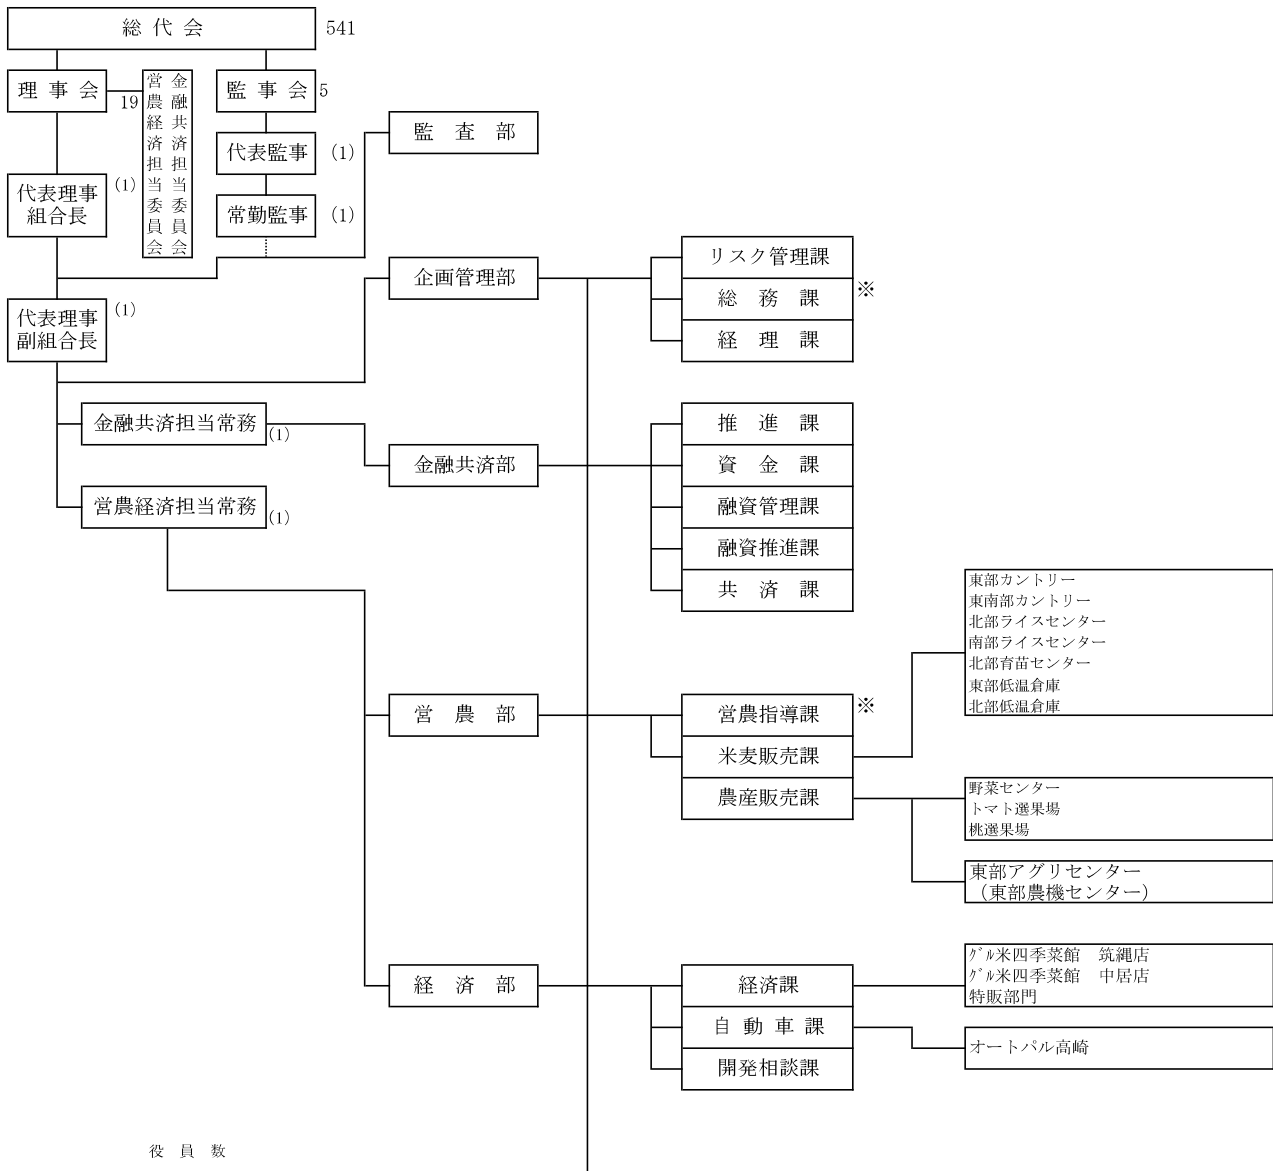 総代会 541
理事会 19
金融共済担当委員会
営農経済担当委員会
監事会 5
代表監事 (1)
常勤監事 (1)
代表理事
組合長
(1)
代表理事
副組合長
(1)
金融共済担当常務 (1)
営農経済担当常務 (1)
監査部
企画管理部
リスク管理課
総務課 ※
経理課
金融共済部
推進課
資金課
融資管理課
融資推進課
共済課
営農部
営農指導課 ※
米麦販売課
農産販売課
東部カントリー
東南部カントリー
北部ライスセンター
南部ライスセンター
北部育苗センター
東部低温倉庫
北部低温倉庫
野菜センター
トマト選果場
桃選果場
東部アグリセンター
（東部農機センター）
経済部
経済課
自動車課
開発相談課
グル米四季菜館 筑縄店
グル米四季菜館 中居店
特販部門
オートパル高崎
役員数